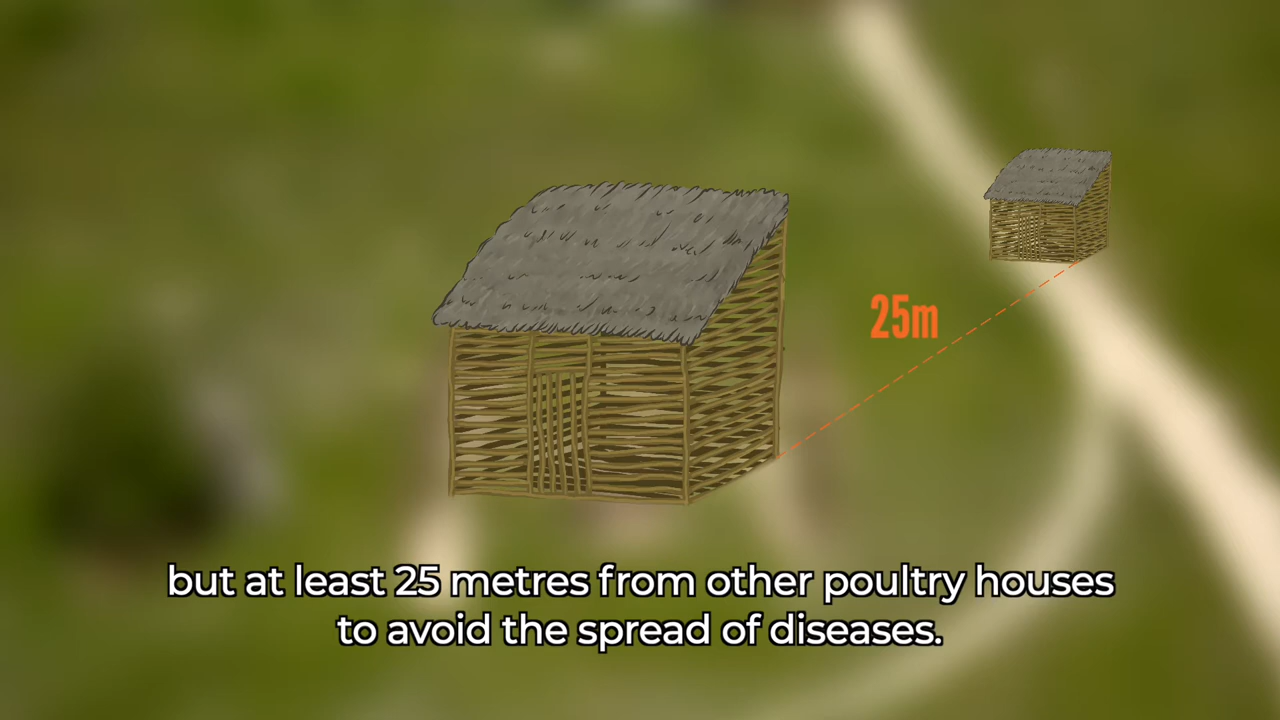 25m
but at least 25 metres from other poultry houses
to avoid the spread of diseases.